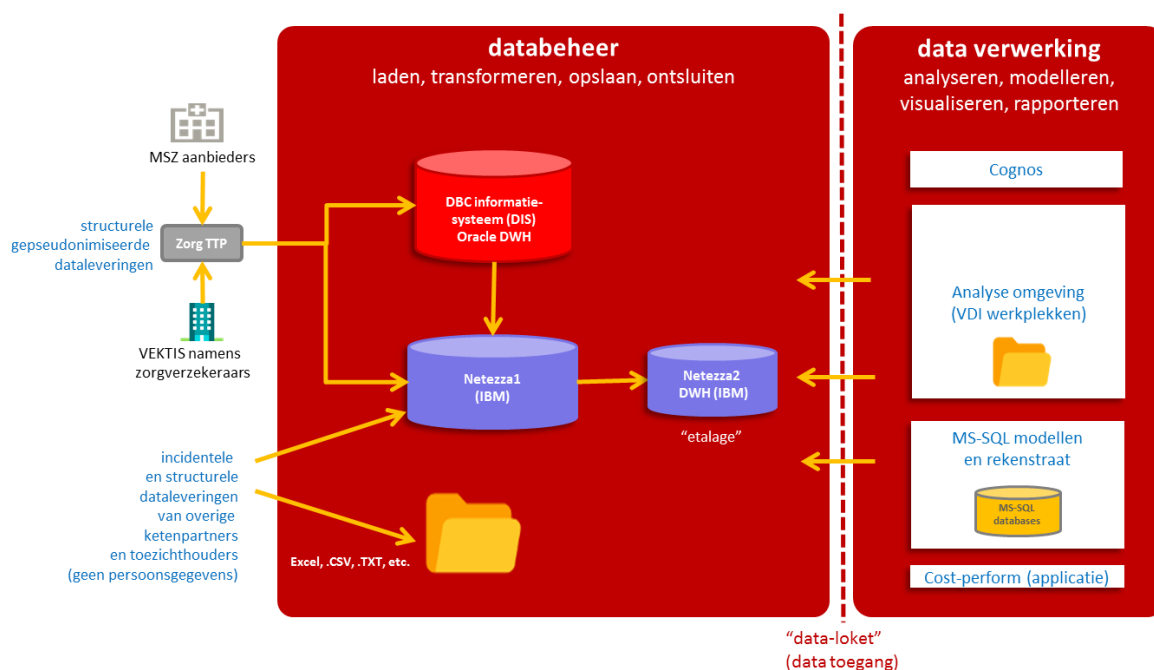 databeheer
laden, transformeren, opslaan, ontsluiten
data verwerking
analyseren, modelleren,
visualiseren, rapporteren
MSZ aanbieders
structurele
gepseudonimiseerde
dataleveringen
Zorg TTP
VEKTIS namens
zorgverzekeraars
incidentele
en structurele
dataleveringen
van overige
ketenpartners
en toezichthouders
(geen persoonsgegevens)
DBC informatie-
systeem (DIS)
Oracle DWH
Netezza1
(IBM)
Netezza2
DWH (IBM)
“etalage”
Excel, .CSV, .TXT, etc.
Cognos
Analyse omgeving
(VDI werkplekken)
MS-SQL modellen
en rekenstraat
MS-SQL
databases
Cost-perform (applicatie)
“data-loket”
(data toegang)